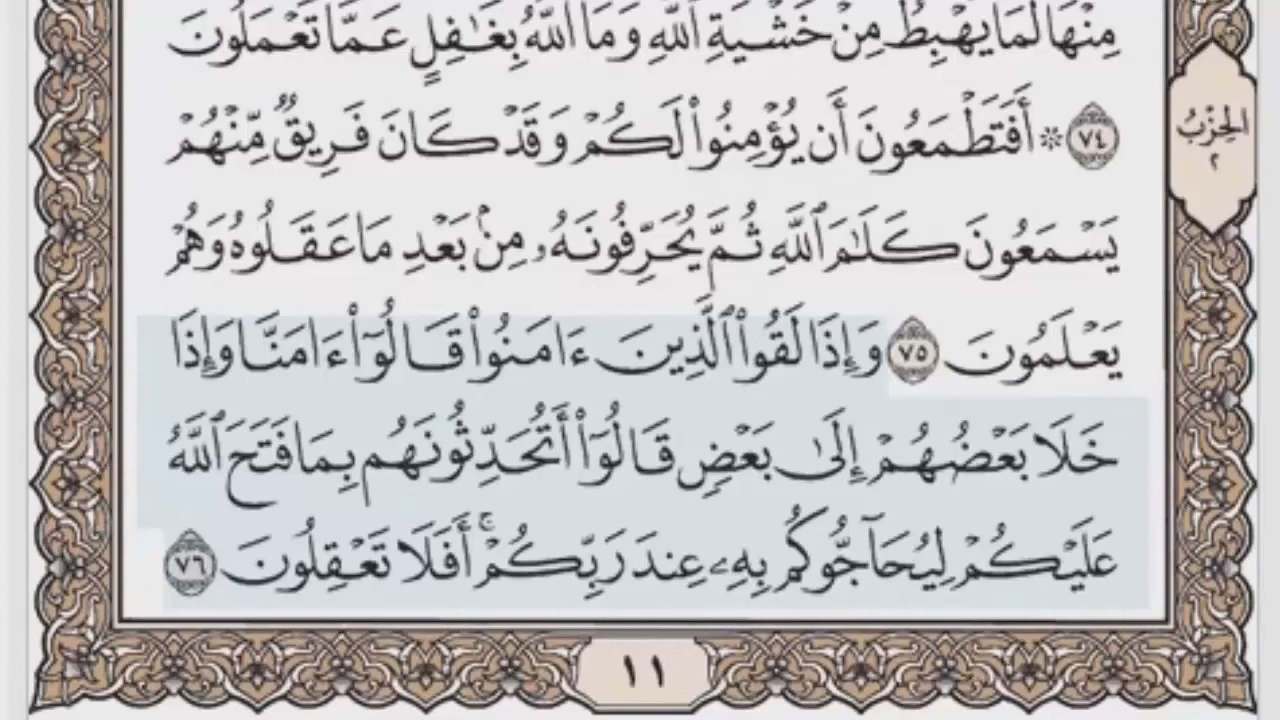 مِنْهَا لَمَا يَهْبِطُ مِنْ خَشْيَةِ ٱللَّهِ وَمَا ٱللَّهُ بِغَـٰفِلٍ عَمَّا تَعْمَلُونَ
٧٤ ۞ أَفَتَطْمَعُونَ أَن يُؤْمِنُوا۟ لَكُمْ وَقَدْ كَانَ فَرِيقٌ مِّنْهُمْ
يَسْمَعُونَ كَلَـٰمَ ٱللَّهِ ثُمَّ يُحَرِّفُونَهُۥ مِنۢ بَعْدِ مَا عَقَلُوهُ وَهُمْ
يَعْلَمُونَ ٧٥ وَإِذَا لَقُوا۟ ٱلَّذِينَ ءَامَنُوا۟ قَالُوٓا۟ ءَامَنَّا وَإِذَا
خَلَا بَعْضُهُمْ إِلَىٰ بَعْضٍ قَالُوٓا۟ أَتُحَدِّثُونَهُم بِمَا فَتَحَ ٱللَّهُ
عَلَيْكُمْ لِيُحَآجُّوكُم بِهِۦ عِندَ رَبِّكُمْ ۚ أَفَلَا تَعْقِلُونَ ٧٦
الحِزْبُ
٢
١١